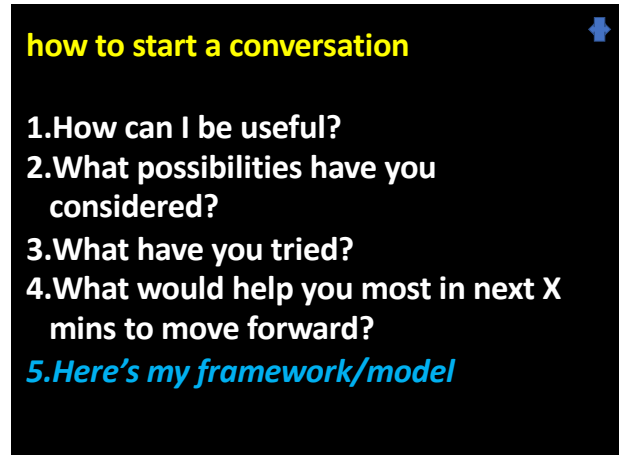 how to start a conversation
1.How can I be useful?
2.What possibilities have you
considered?
3.What have you tried?
4.What would help you most in next X
mins to move forward?
5.Here’s my framework/model